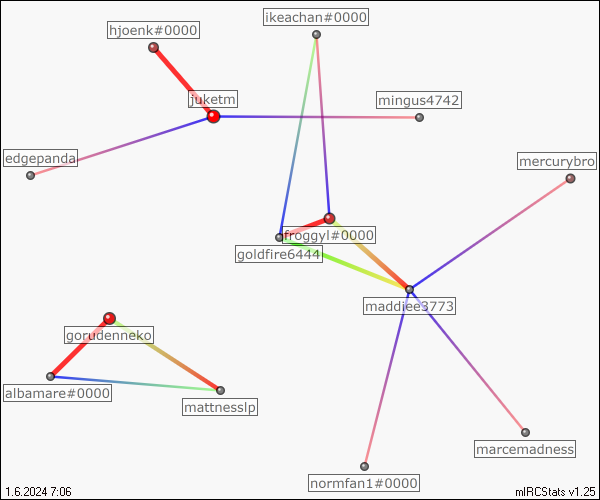 ikeachan#0000
hjoenk#0000
juketm
mingus4742
edgepanda
mercurybro
froggyl#0000
goldfire6444
maddiee3773
gorudenneko
albamare#0000
mattnesslp
marcemadness
normfan1#0000
1.6.2024 7:06
mIRCStats v1.25